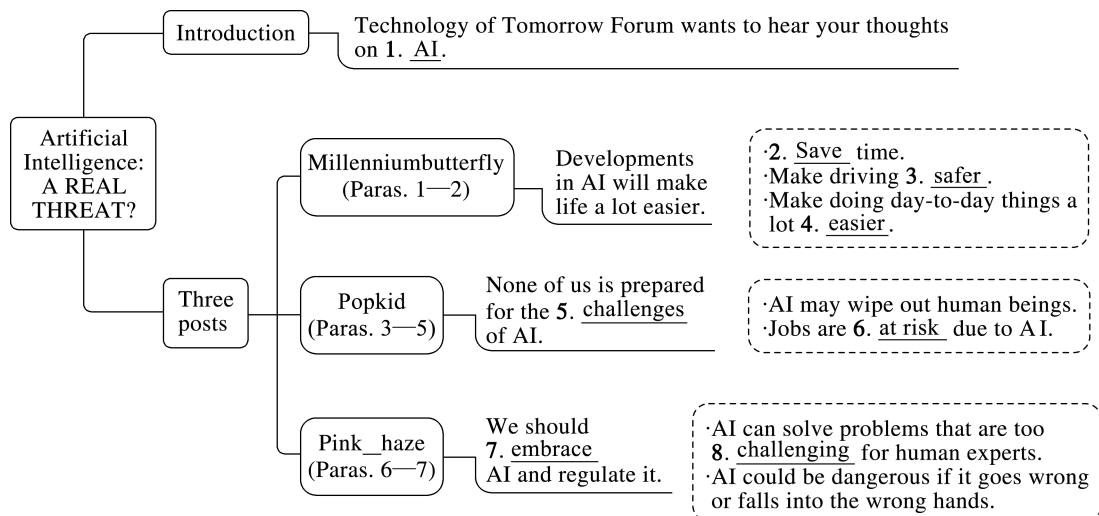 Introduction
Technology of Tomorrow Forum wants to hear your thoughts
on 1. AI.
Artificial
Intelligence:
A REAL
THREAT?
Three
posts
Millenniumbutterfly
(Paras. 1—2)
Developments
in AI will make
life a lot easier.
·2. Save time.
·Make driving 3. safer.
·Make doing day-to-day things a
lot 4. easier.
Popkid
(Paras. 3—5)
None of us is prepared
for the 5. challenges
of AI.
·AI may wipe out human beings.
·Jobs are 6. at risk due to AI.
Pink_haze
(Paras. 6—7)
We should
7. embrace
AI and regulate it.
·AI can solve problems that are too
8. challenging for human experts.
·AI could be dangerous if it goes wrong
or falls into the wrong hands.